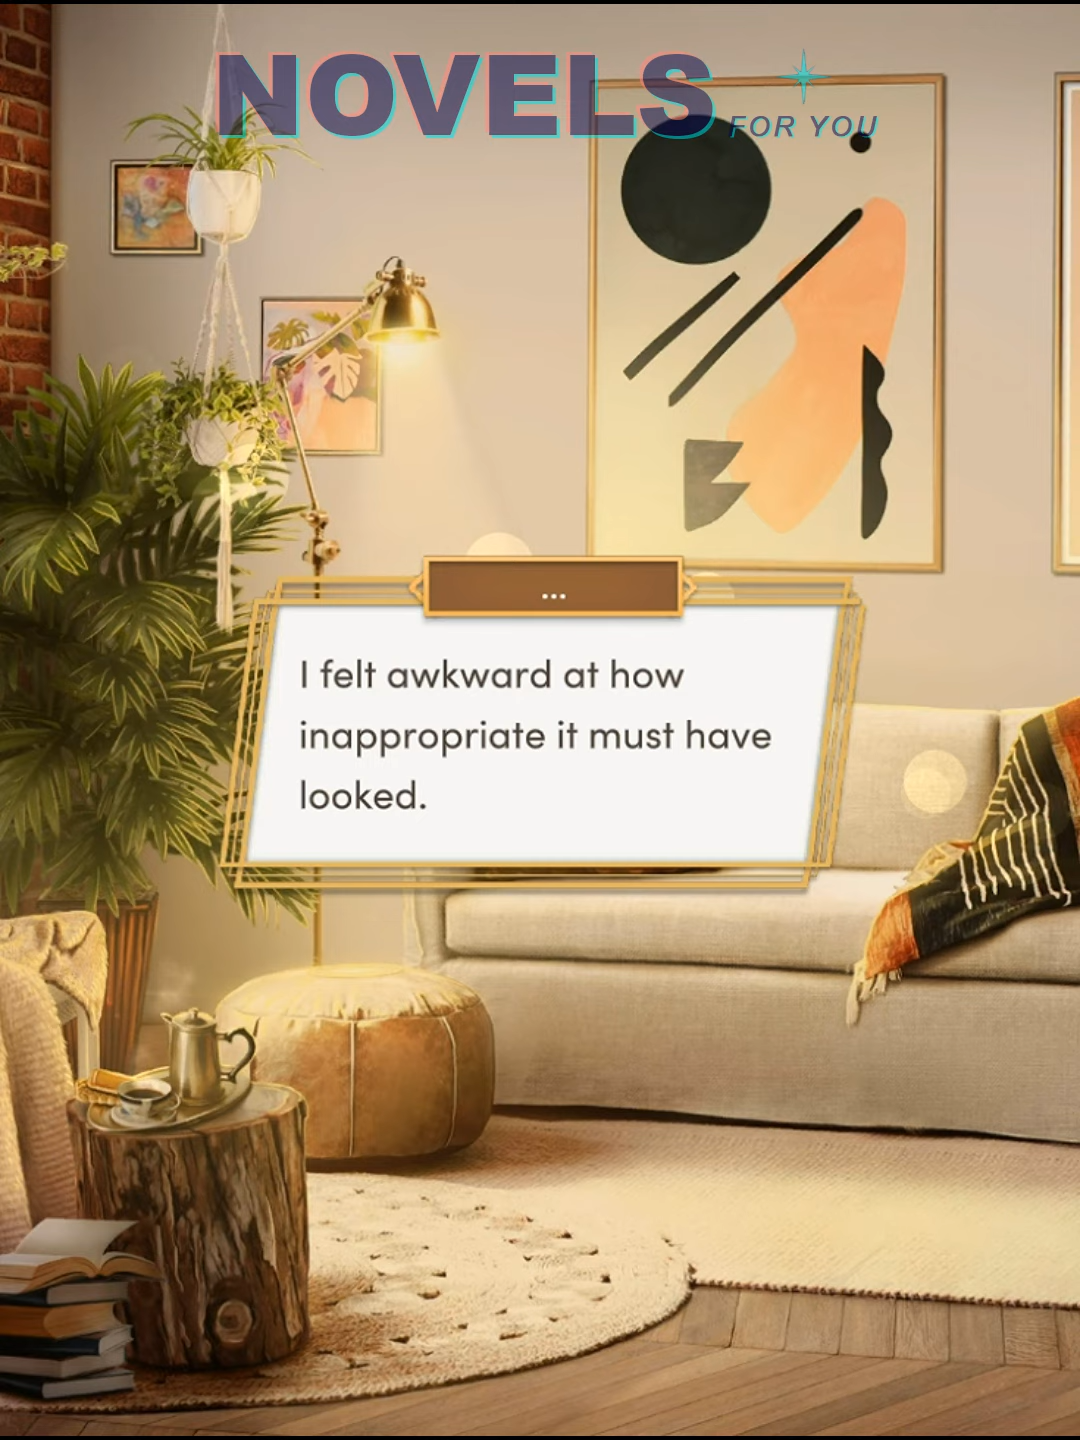 NOVELS
FOR YOU
...
I felt awkward at how
inappropriate it must have
looked.